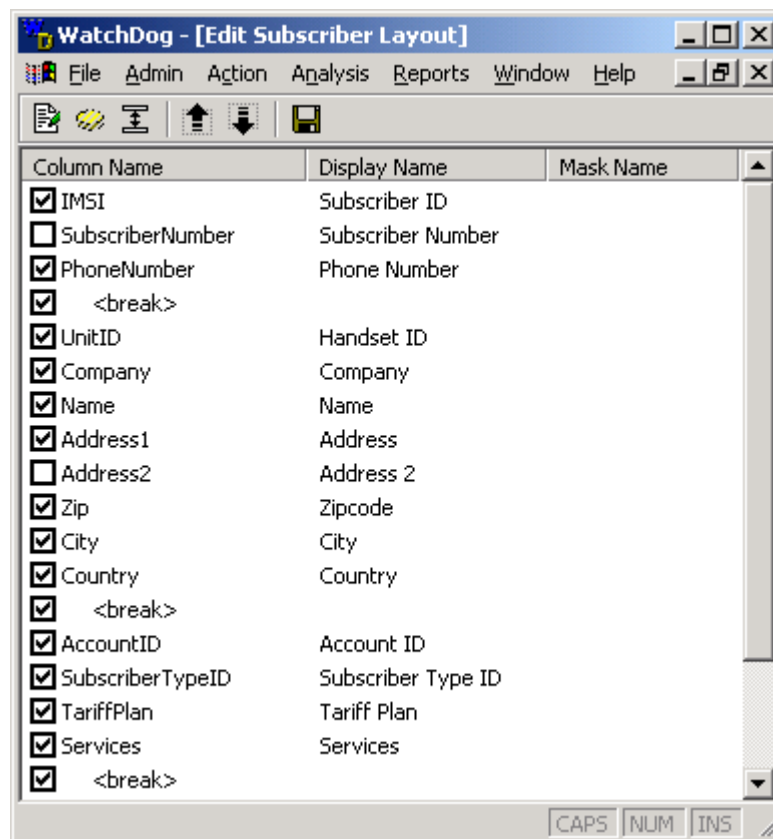 WatchDog - [Edit Subscriber Layout]
File Admin Action Analysis Reports Window Help
Column Name Display Name Mask Name
IMSI Subscriber ID
SubscriberNumber Subscriber Number
PhoneNumber Phone Number
<break>
UnitID Handset ID
Company Company
Name Name
Address1 Address
Address2 Address 2
Zip Zipcode
City City
Country Country
<break>
AccountID Account ID
SubscriberTypeID Subscriber Type ID
TariffPlan Tariff Plan
Services Services
<break>
CAPS NUM INS